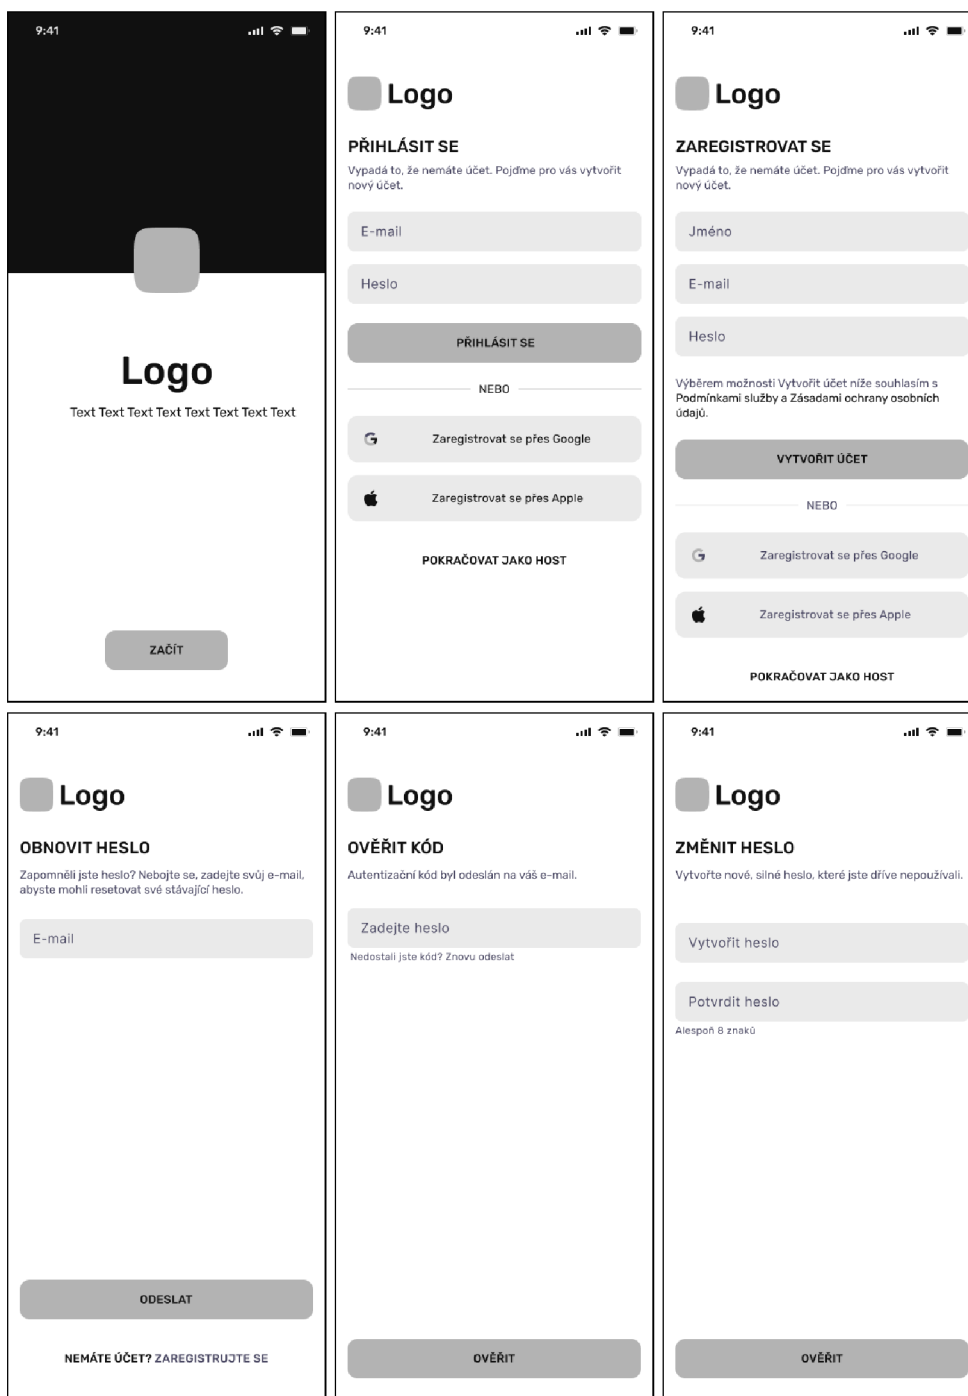 9:41
Logo
Text Text Text Text Text Text Text Text
ZAČÍT
9:41
Logo
PŘIHLÁSIT SE
Vypadá to, že nemáte účet. Pojďme pro vás vytvořit
nový účet.
E-mail
Heslo
PŘIHLÁSIT SE
NEBO
Zaregistrovat se přes Google
Zaregistrovat se přes Apple
POKRAČOVAT JAKO HOST
9:41
Logo
ZAREGISTROVAT SE
Vypadá to, že nemáte účet. Pojďme pro vás vytvořit
nový účet.
Jméno
E-mail
Heslo
Výběrem možnosti Vytvořit účet níže souhlasím s
Podmínkami služby a Zásadami ochrany osobních
údajů.
VYTVOŘIT ÚČET
NEBO
Zaregistrovat se přes Google
Zaregistrovat se přes Apple
POKRAČOVAT JAKO HOST
9:41
Logo
OBNOVIT HESLO
Zapomněli jste heslo? Nebojte se, zadejte svůj e-mail,
abyste mohli resetovat své stávající heslo.
E-mail
ODESLAT
NEMÁTE ÚČET? ZAREGISTRUJTE SE
9:41
Logo
OVĚŘIT KÓD
Autentizační kód byl odeslán na váš e-mail.
Zadejte heslo
Nedostali jste kód? Znovu odeslat
OVĚŘIT
9:41
Logo
ZMĚNIT HESLO
Vytvořte nové, silné heslo, které jste dříve nepoužívali.
Vytvořit heslo
Potvrdit heslo
Alespoň 8 znaků
OVĚŘIT